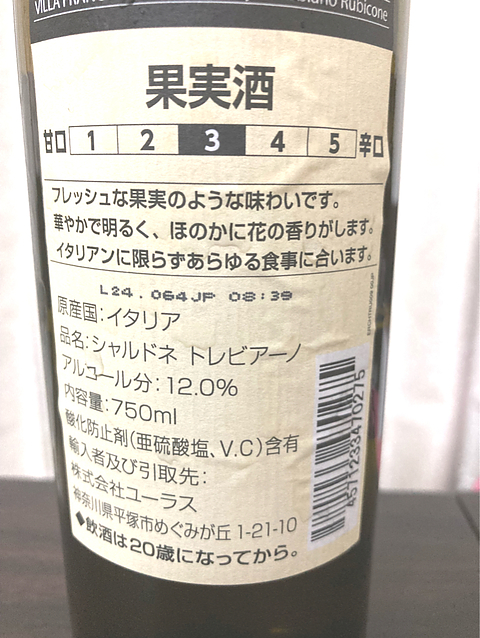 VILLA
Rubicone
果実酒
甘口 1 2 3 4 5 辛口
フレッシュな果実のような味わいです。
華やかで明るく、ほのかに花の香りがします。
イタリアンに限らずあらゆる食事に合います。
L24.064JP 08:39
原産国:イタリア
品名:シャルドネ トレビアーノ
アルコール分:12.0%
内容量:750ml
酸化防止剤(亜硫酸塩、V.C)含有
輸入者及び引取先:
株式会社ユーラス
神奈川県平塚市めぐみが丘 1-21-10
◆飲酒は20歳になってから。
4571233470275